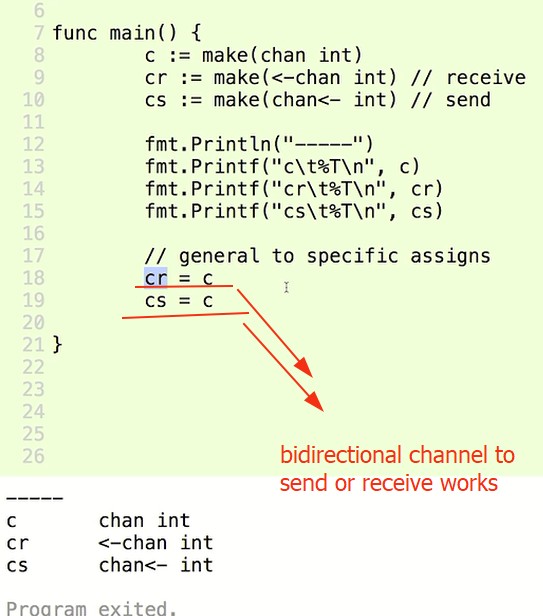 6
7 func main() {
8 c := make(chan int)
9 cr := make(<-chan int) // receive
10 cs := make(chan<- int) // send
11
12 fmt.Println("-----")
13 fmt.Printf("c\t%T\n", c)
14 fmt.Printf("cr\t%T\n", cr)
15 fmt.Printf("cs\t%T\n", cs)
16
17 // general to specific assigns
18 cr = c
19 cs = c
20
21 }
22
23
24
25
26
bidirectional channel to
send or receive works
-----
c chan int
cr <-chan int
cs chan<- int
Program exited.